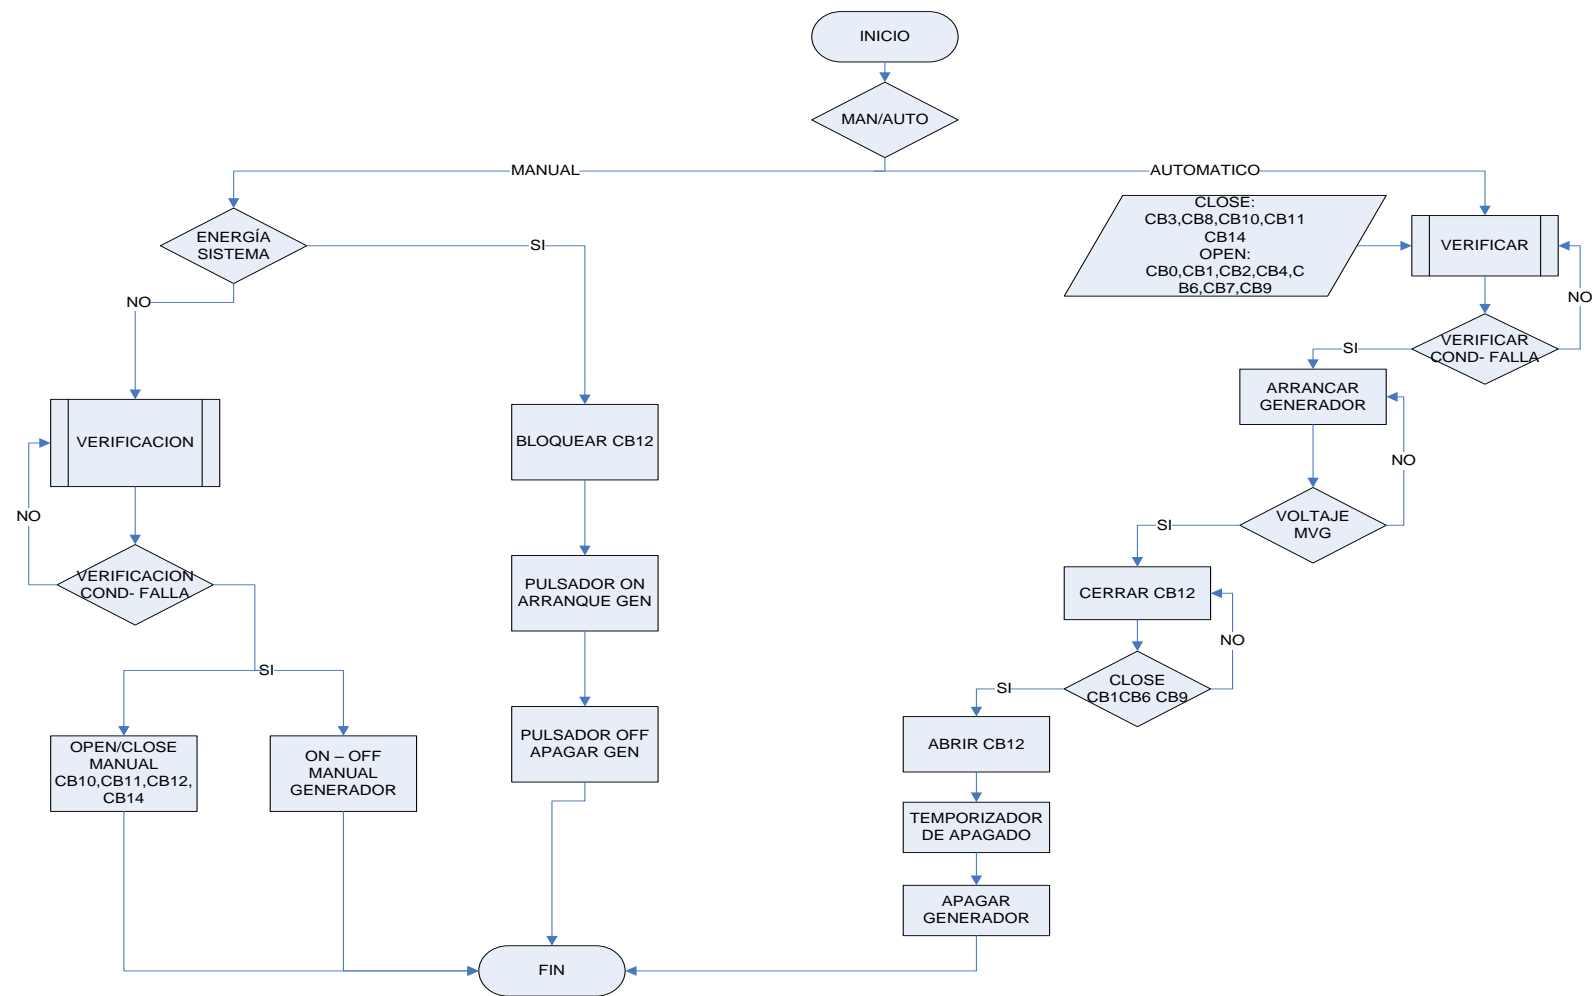 INICIO
MAN/AUTO
MANUAL
AUTOMATICO
ENERGÍA
SISTEMA
SI
NO
VERIFICACION
NO
VERIFICACION
COND- FALLA
SI
OPEN/CLOSE
MANUAL
CB10,CB11,CB12,
CB14
ON – OFF
MANUAL
GENERADOR
BLOQUEAR CB12
PULSADOR ON
ARRANQUE GEN
PULSADOR OFF
APAGAR GEN
FIN
CLOSE:
CB3,CB8,CB10,CB11
CB14
OPEN:
CB0,CB1,CB2,CB4,C
B6,CB7,CB9
VERIFICAR
NO
VERIFICAR
COND- FALLA
SI
ARRANCAR
GENERADOR
NO
VOLTAJE
MVG
SI
CERRAR CB12
NO
CLOSE
CB1CB6 CB9
SI
ABRIR CB12
TEMPORIZADOR
DE APAGADO
APAGAR
GENERADOR